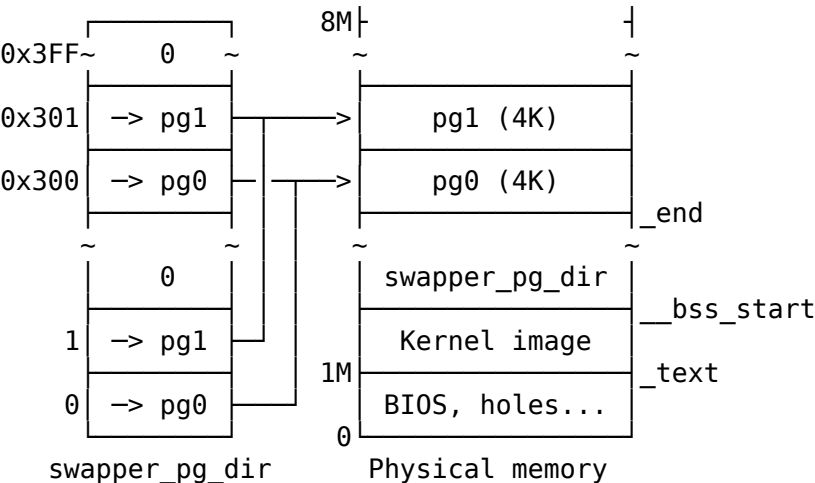 8M
0x3FF~ 0 ~ ~ ~
0x301 —> pg1 > pg1 (4K)
0x300 —> pg0 > pg0 (4K)
_end
~ ~ ~ ~
0 swapper_pg_dir
__bss_start
1 —> pg1 Kernel image
1M _text
0 —> pg0 BIOS, holes...
0
swapper_pg_dir Physical memory